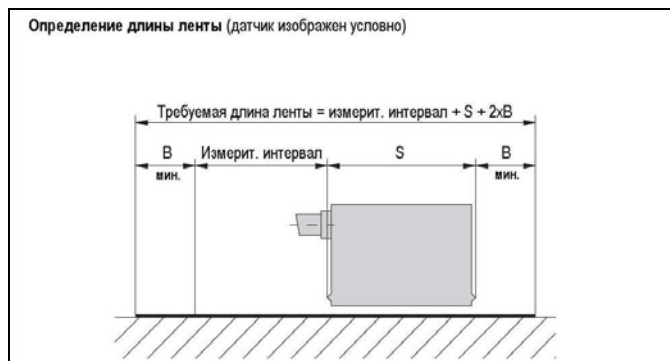 Определение длины ленты (датчик изображен условно)
Требуемая длина ленты = измерит. интервал + S + 2xB
B Измерит. интервал S B
мин. мин.